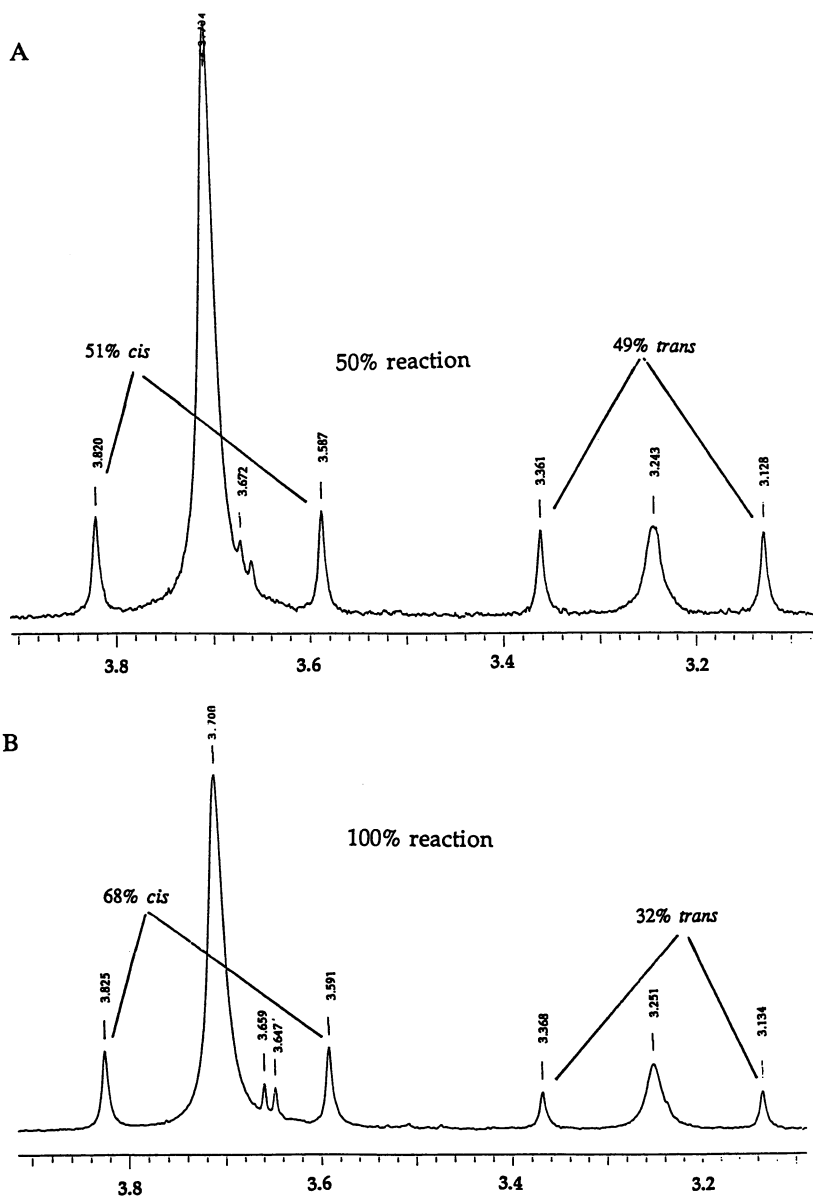 A
51% cis
50% reaction
49% trans
3.820
3.672
3.587
3.361
3.243
3.128
3.8
3.6
3.4
3.2
B
3.700
100% reaction
68% cis
32% trans
3.825
3.659
3.647
3.591
3.368
3.251
3.134
3.8
3.6
3.4
3.2